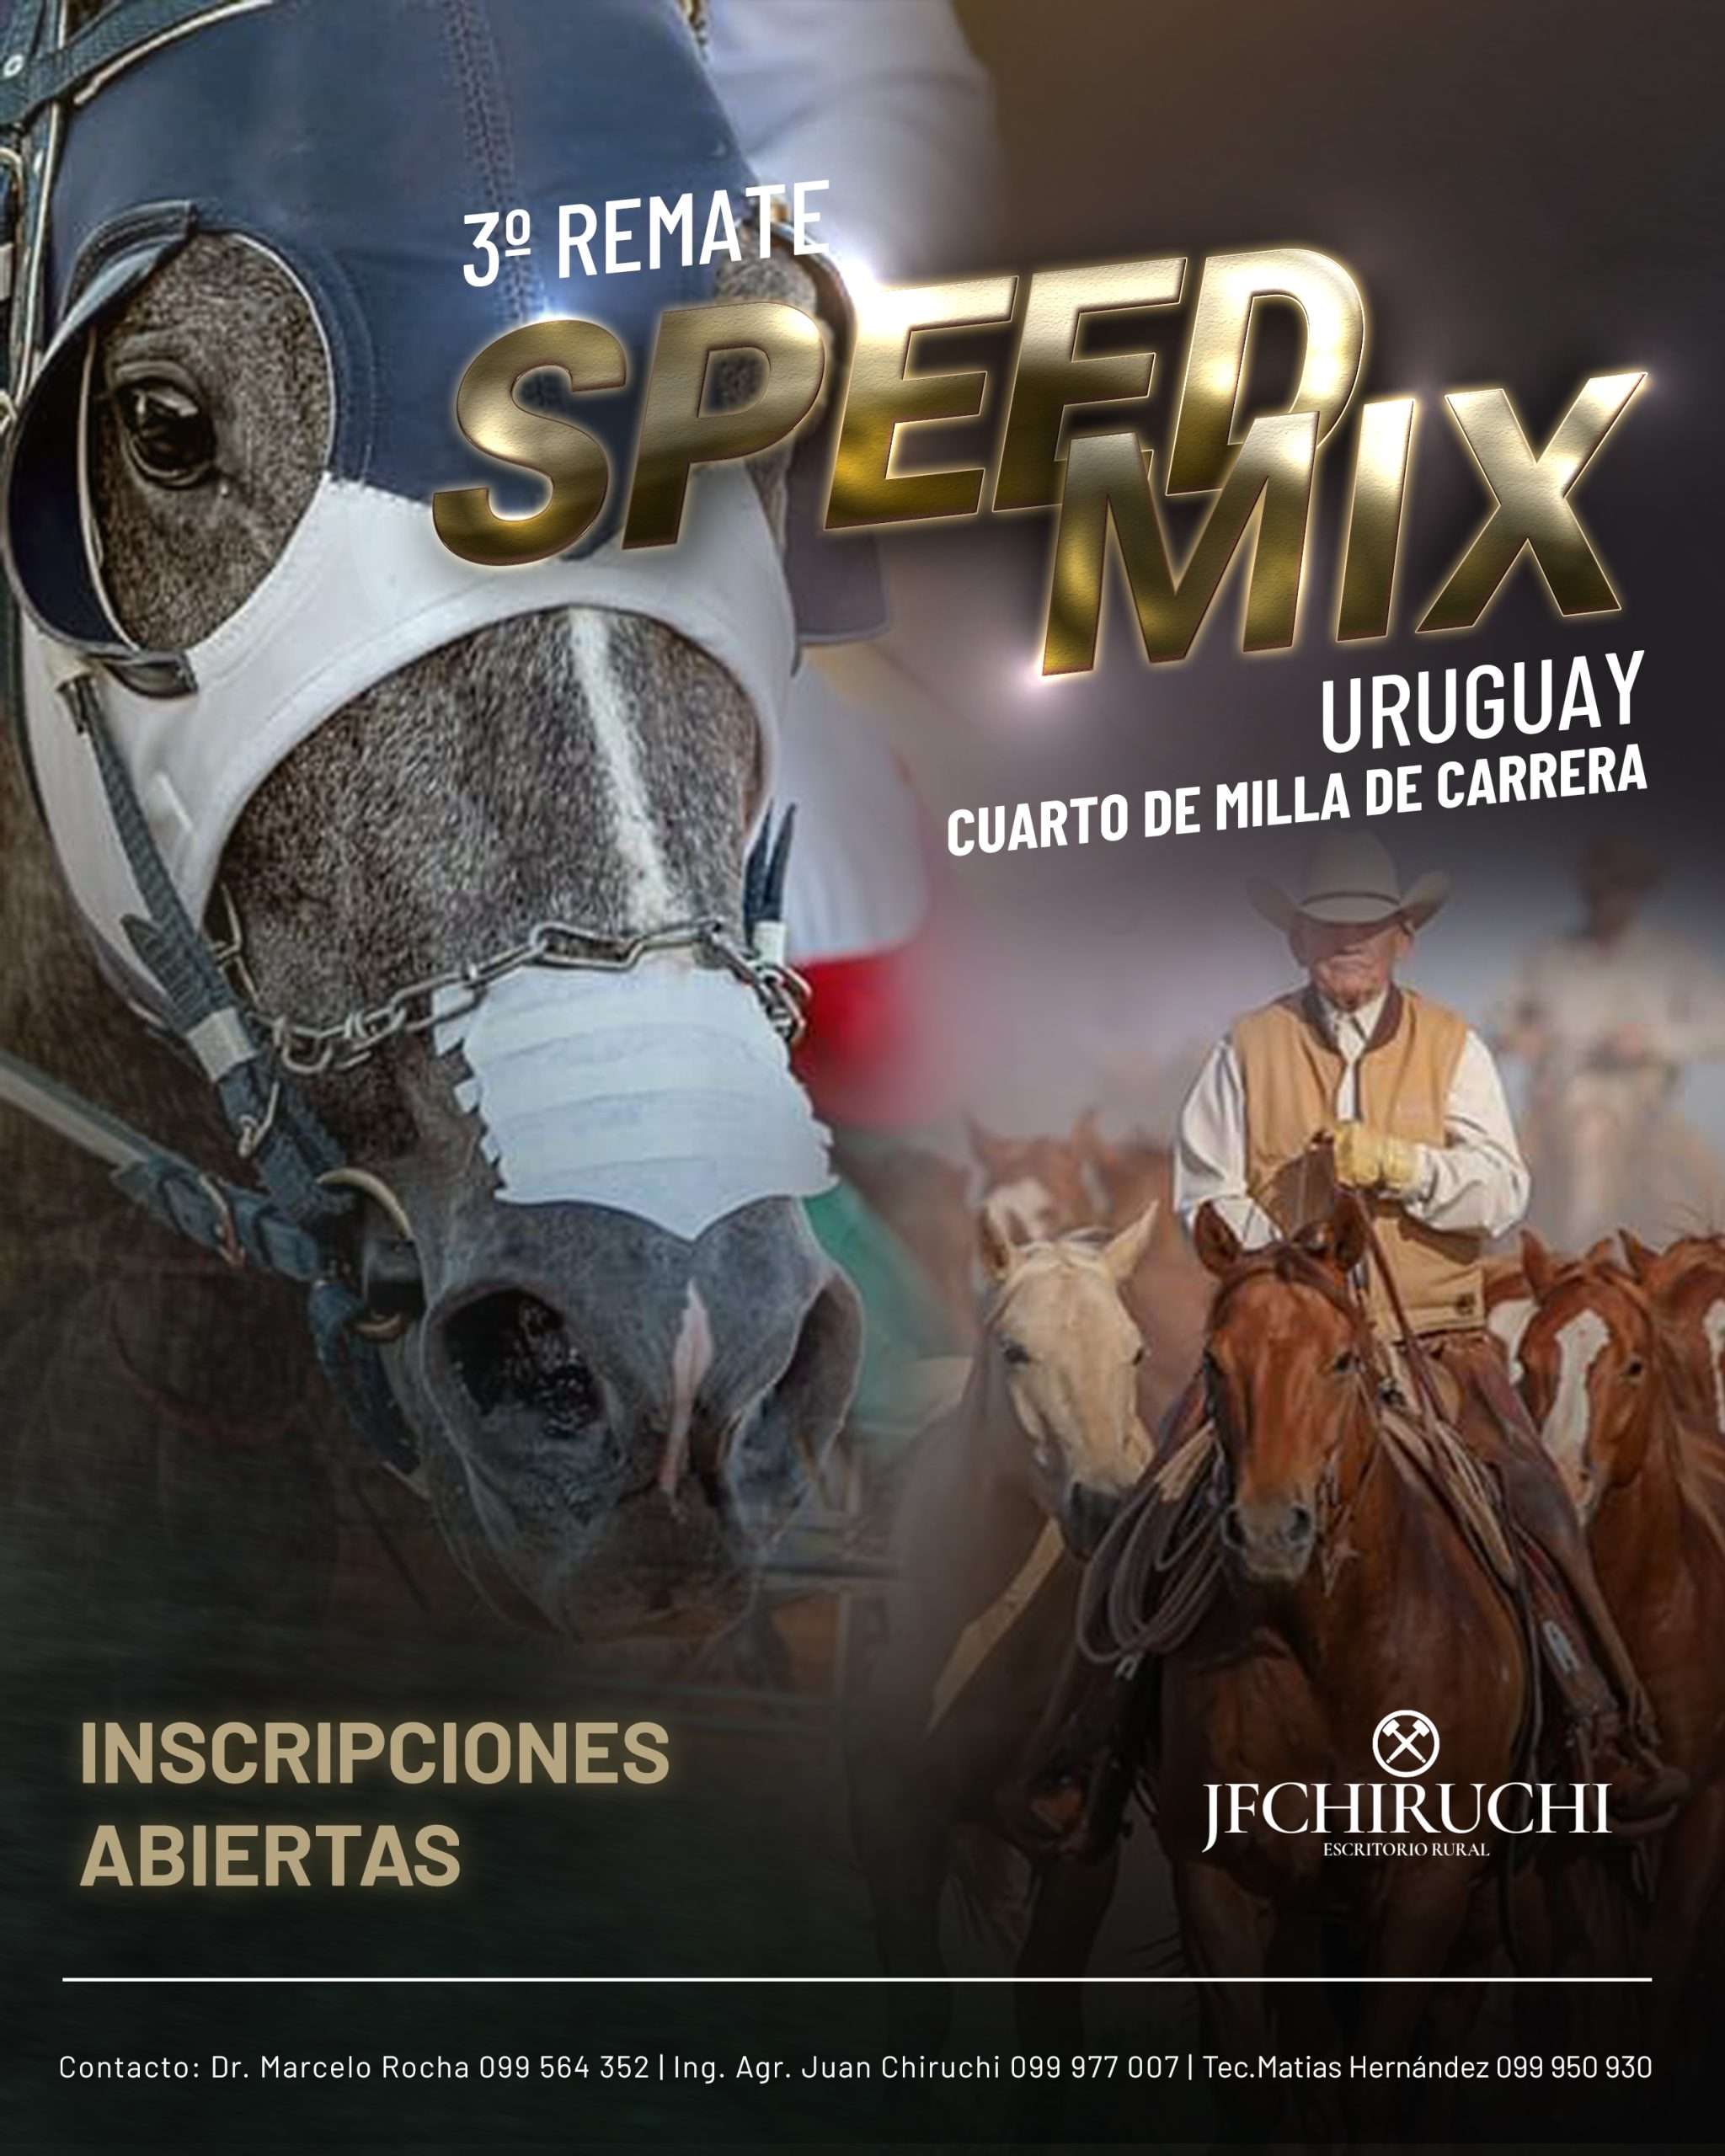 3º REMATE
SPEED
MIX
URUGUAY
CUARTO DE MILLA DE CARRERA
INSCRIPCIONES
ABIERTAS
JFCHIRUCHI
ESCRITORIO RURAL
Contacto: Dr. Marcelo Rocha 099 564 352 | Ing. Agr. Juan Chiruchi 099 977 007 | Tec.Matias Hernández 099 950 930